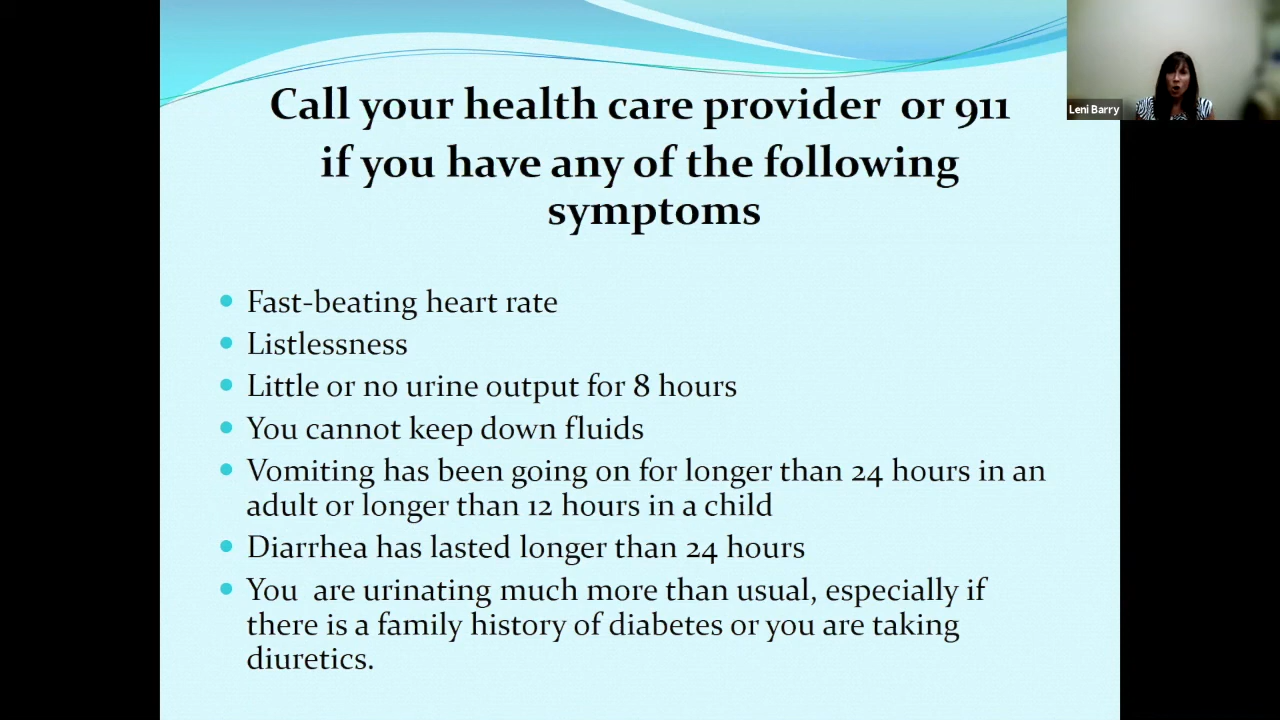 Call your health care provider  or 911
if you have any of the following
symptoms
Leni Barry
• Fast-beating heart rate
• Listlessness
• Little or no urine output for 8 hours
• You cannot keep down fluids
• Vomiting has been going on for longer than 24 hours in an
adult or longer than 12 hours in a child
• Diarrhea has lasted longer than 24 hours
• You  are urinating much more than usual, especially if
there is a family history of diabetes or you are taking
diuretics.